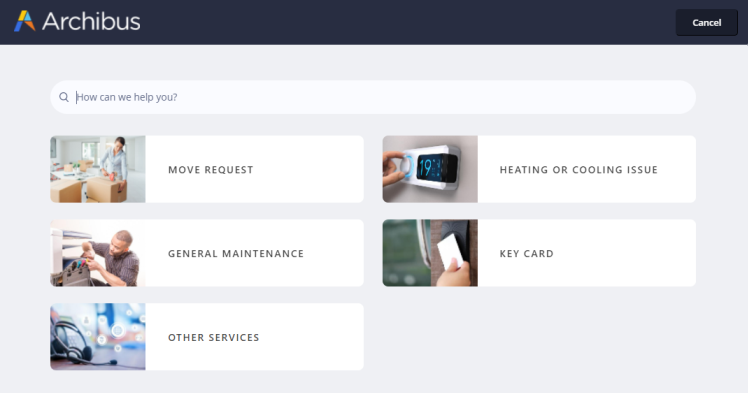 Archibus
Cancel
How can we help you?
MOVE REQUEST
HEATING OR COOLING ISSUE
19
GENERAL MAINTENANCE
KEY CARD
OTHER SERVICES